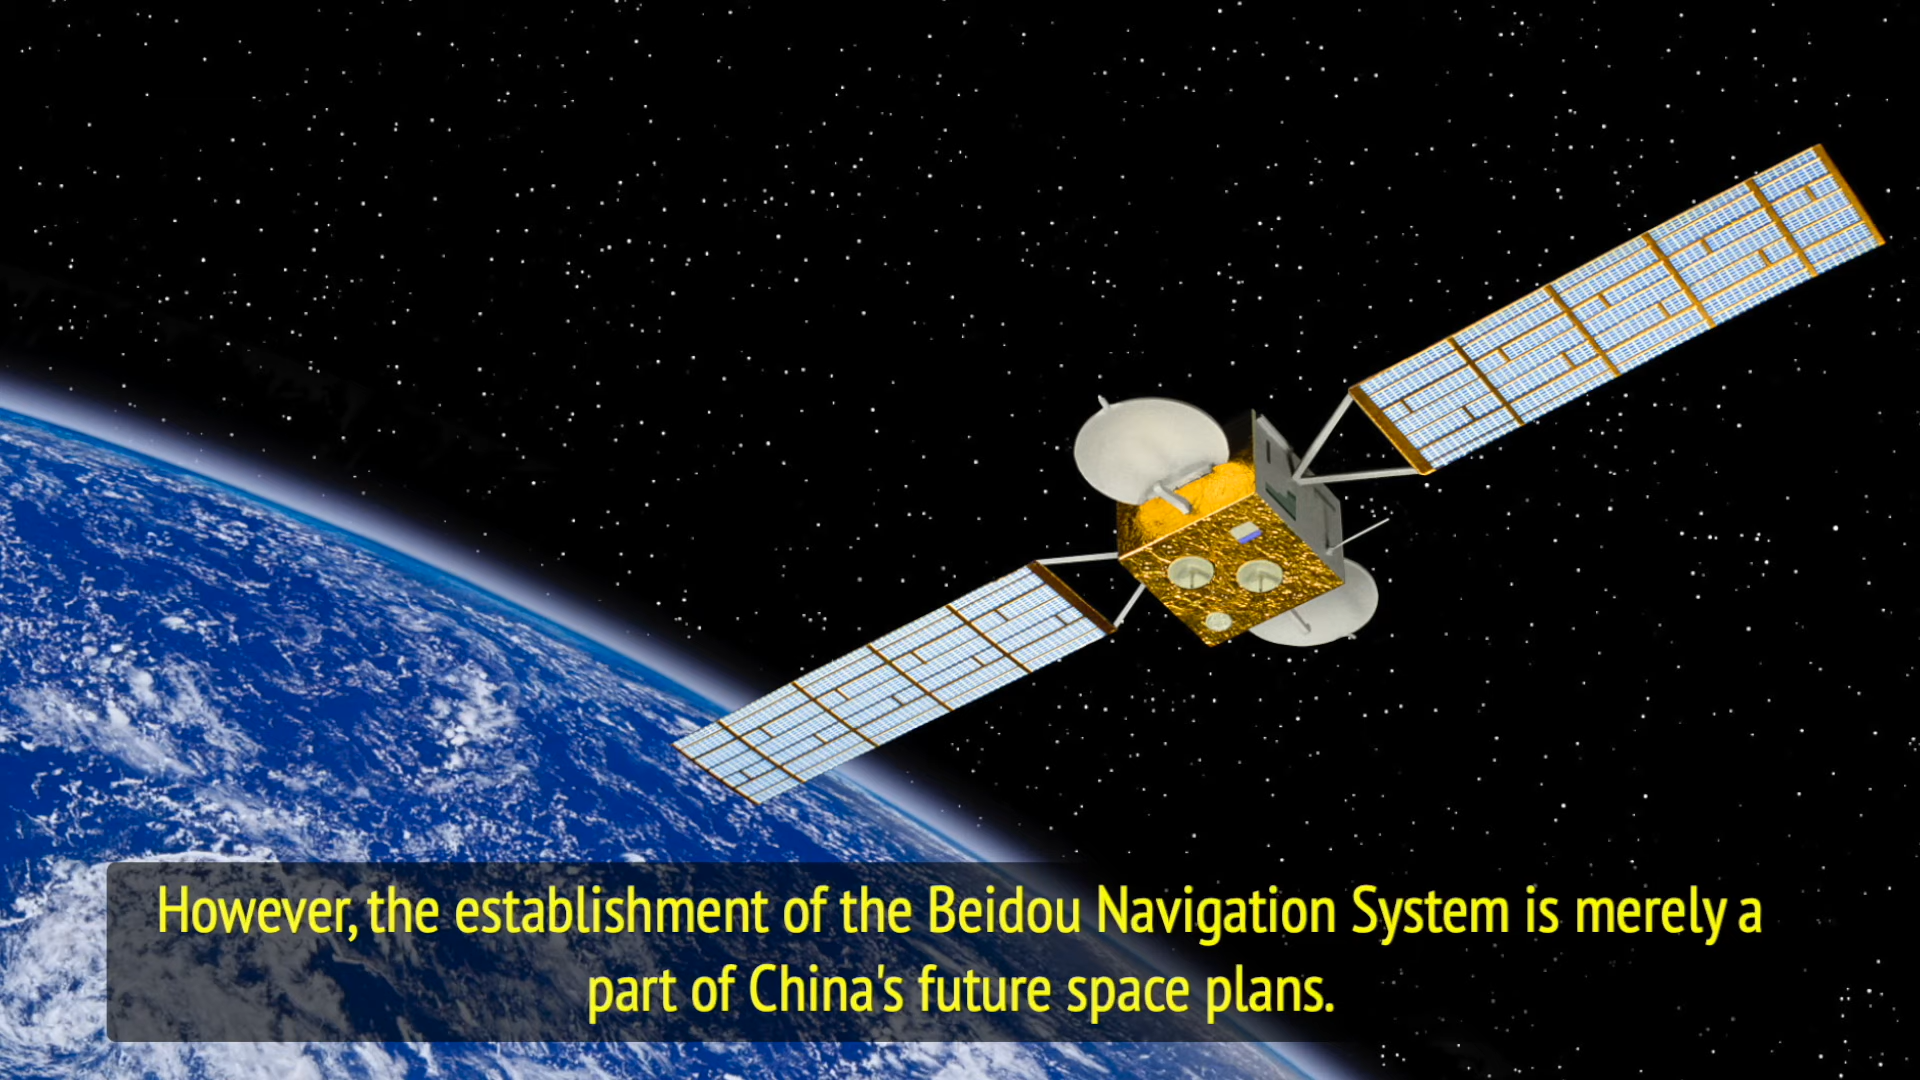 However, the establishment of the Beidou Navigation System is merely a
part of China's future space plans.